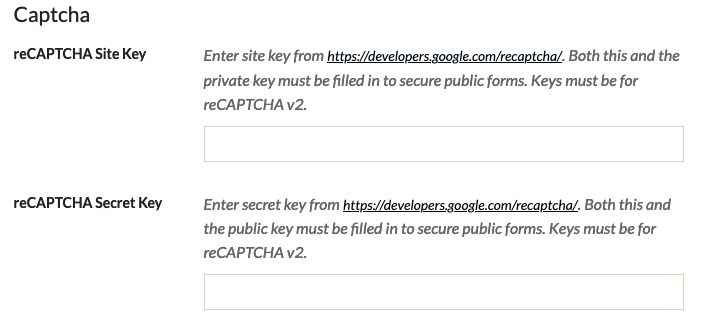 Captcha
reCAPTCHA Site Key
Enter site key from https://developers.google.com/recaptcha/. Both this and the
private key must be filled in to secure public forms. Keys must be for
reCAPTCHA v2.
reCAPTCHA Secret Key
Enter secret key from https://developers.google.com/recaptcha/. Both this and
the public key must be filled in to secure public forms. Keys must be for
reCAPTCHA v2.